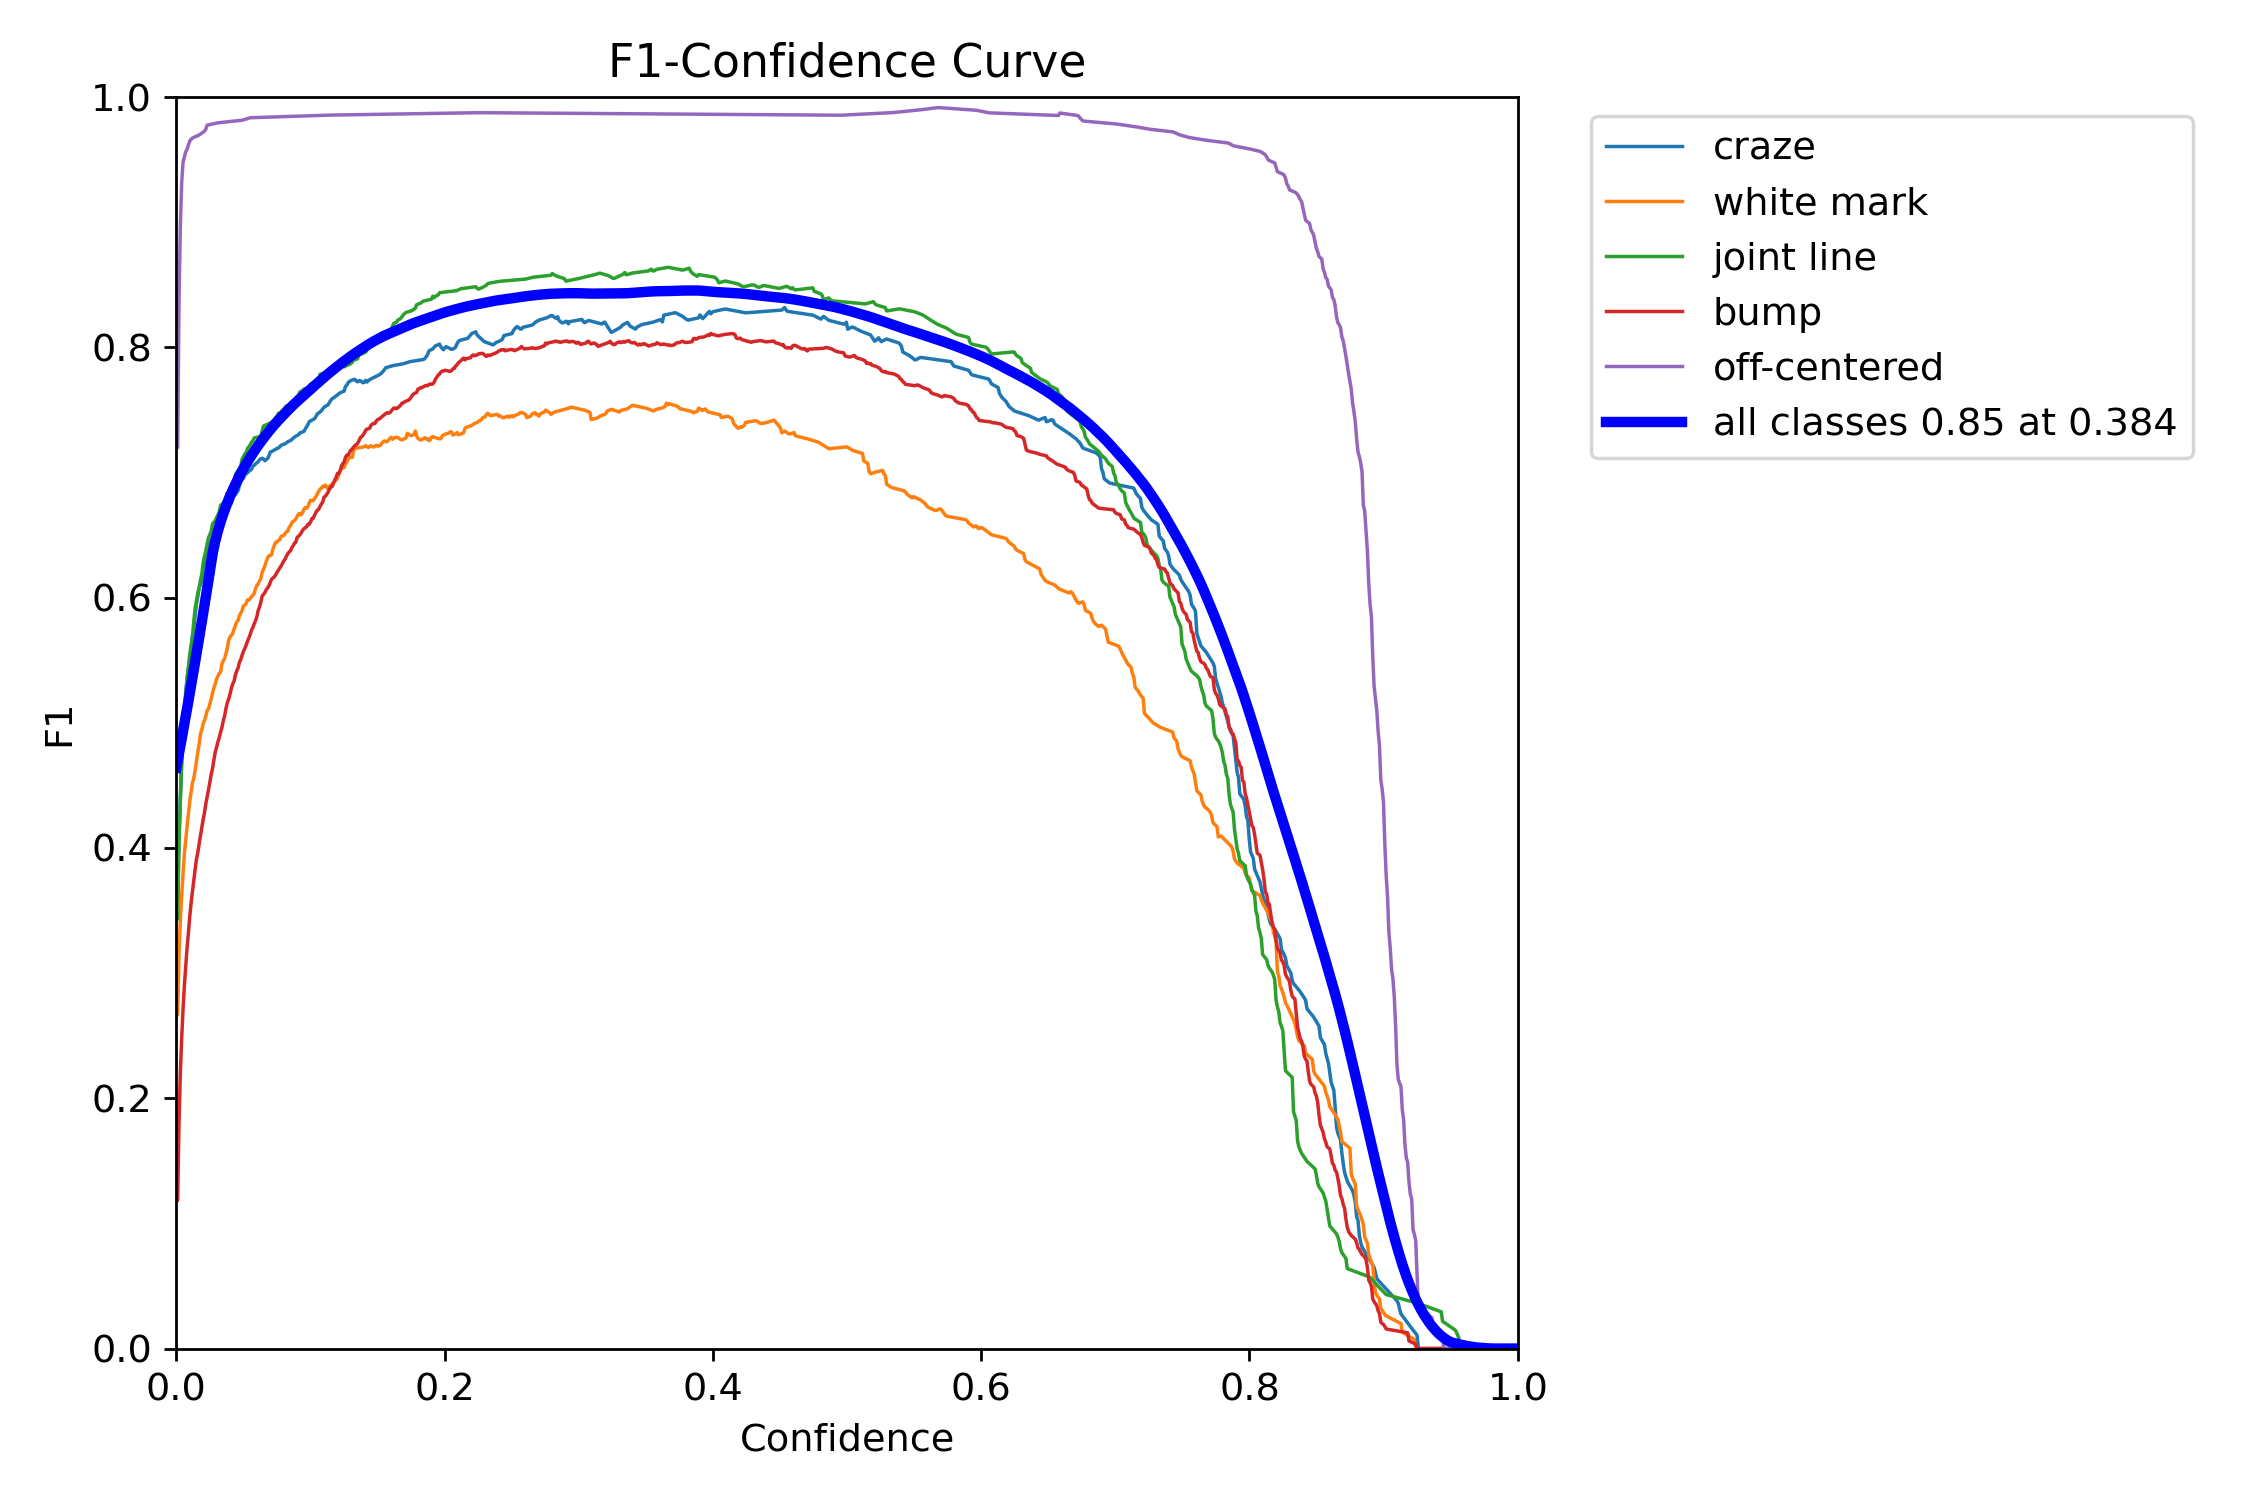 F1-Confidence Curve
1.0
0.8
0.6
0.4
0.2
0.0
F1
0.0 0.2 0.4 0.6 0.8 1.0
Confidence
craze
white mark
joint line
bump
off-centered
all classes 0.85 at 0.384